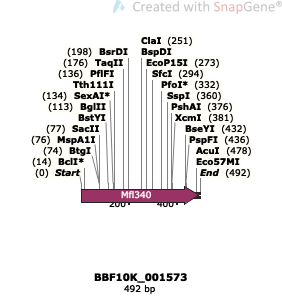 Created with SnapGene®
ClaI (251)
(198) BsrDI BspDI
(176) TaqII EcoP15I (273)
(136) PflFI SfcI (294)
Tth111I PfoI* (332)
(134) SexAI* SspI (360)
(113) BglII PshAI (376)
BstYI XcmI (381)
(77) SacII BseYI (432)
(76) MspA1I PspFI (436)
(74) BtgI AcuI (478)
(14) BclI* Eco57MI
(0) Start End (492)
Mfl340
200 400
BBF10K_001573
492 bp